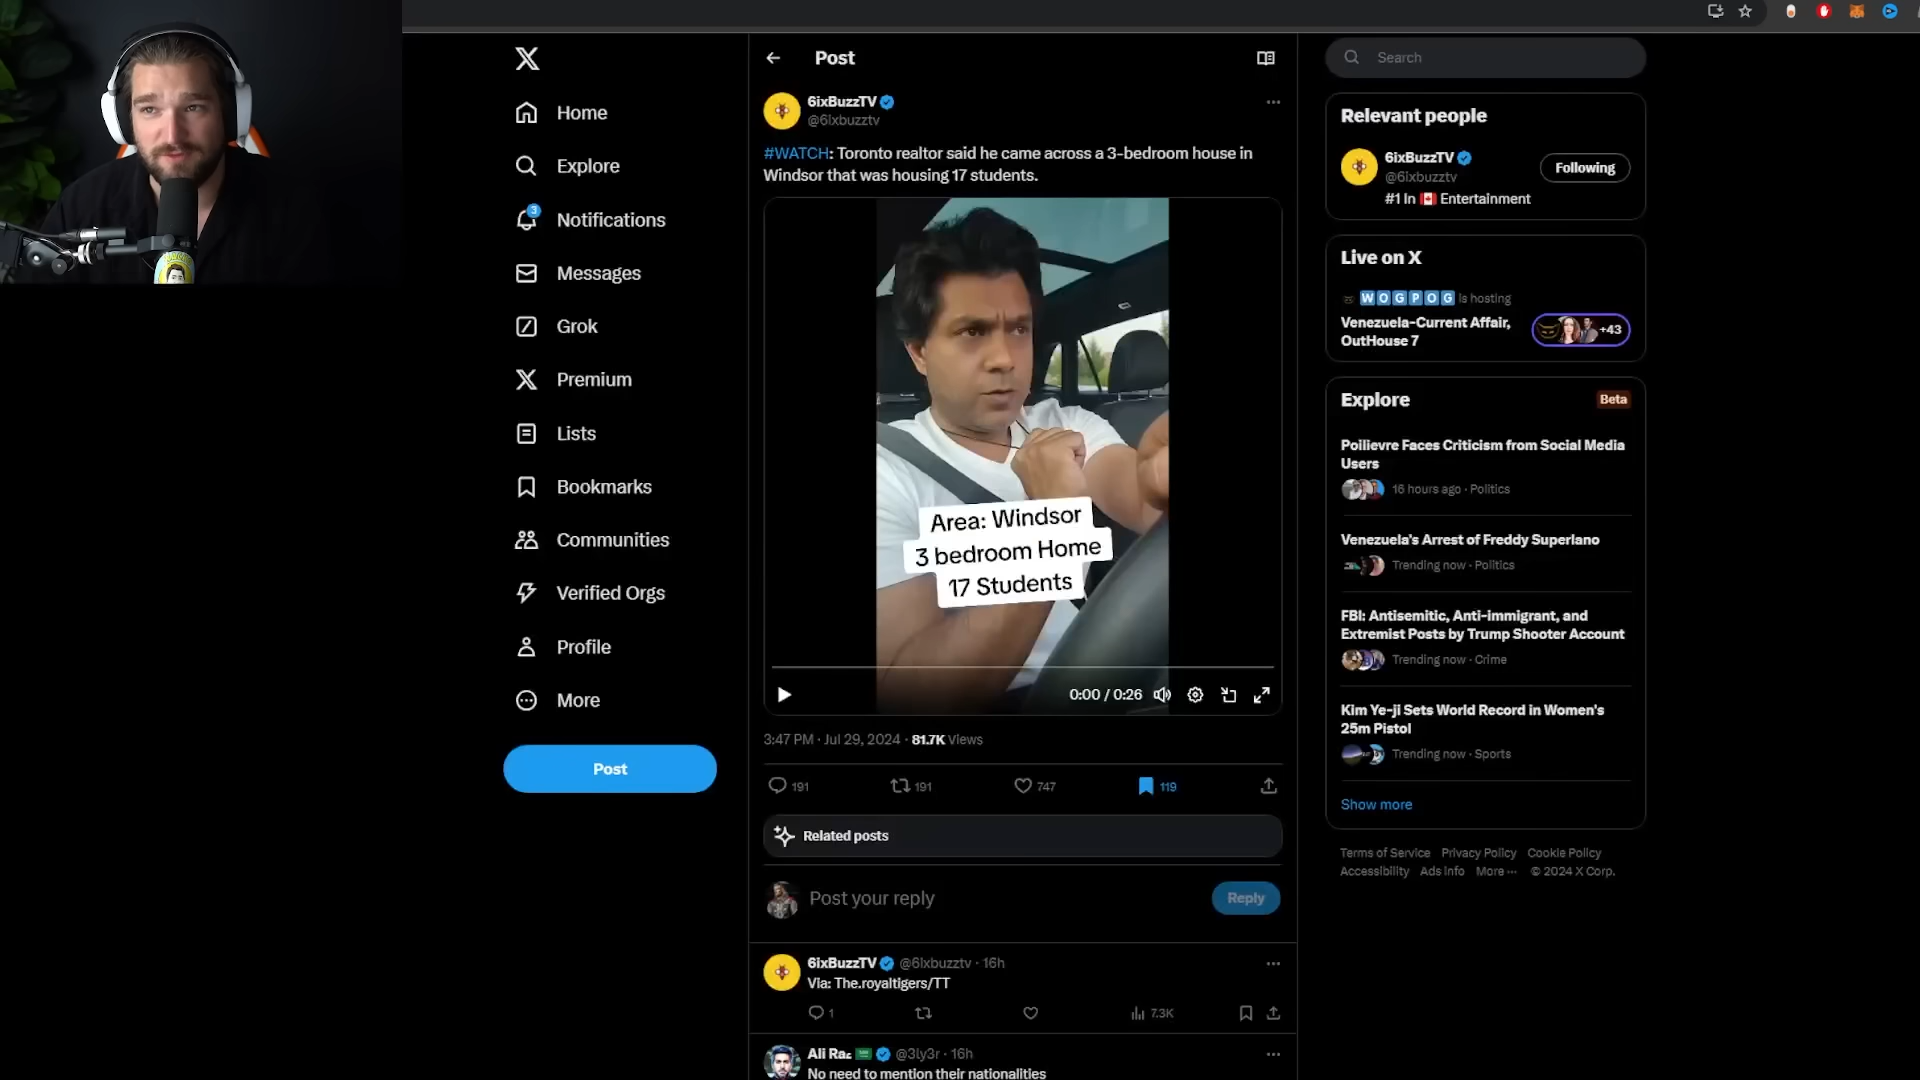 Home
Explore
3
Notifications
Messages
Grok
Premium
Lists
Bookmarks
Communities
Verified Orgs
Profile
More
Post
Post
6ixBuzzTV
@6ixbuzztv
#WATCH: Toronto realtor said he came across a 3-bedroom house in
Windsor that was housing 17 students.
Area: Windsor
3 bedroom Home
17 Students
0:00 / 0:26
3:47 PM · Jul 29, 2024 · 81.7K Views
191
191
747
119
Related posts
Post your reply
Reply
6ixBuzzTV @6ixbuzztv · 16h
Via: The.royaltigers/TT
1
7.3K
Ali Raz @3ly3r · 16h
No need to mention their nationalities
Search
Relevant people
6ixBuzzTV
@6ixbuzztv
Following
#1 In Entertainment
Live on X
WOGPOG is hosting
Venezuela-Current Affair,
OutHouse 7
+43
Explore
Beta
Poilievre Faces Criticism from Social Media
Users
16 hours ago · Politics
Venezuela's Arrest of Freddy Superlano
Trending now · Politics
FBI: Antisemitic, Anti-immigrant, and
Extremist Posts by Trump Shooter Account
Trending now · Crime
Kim Ye-ji Sets World Record in Women's
25m Pistol
Trending now · Sports
Show more
Terms of Service Privacy Policy Cookie Policy
Accessibility Ads info More ··· © 2024 X Corp.